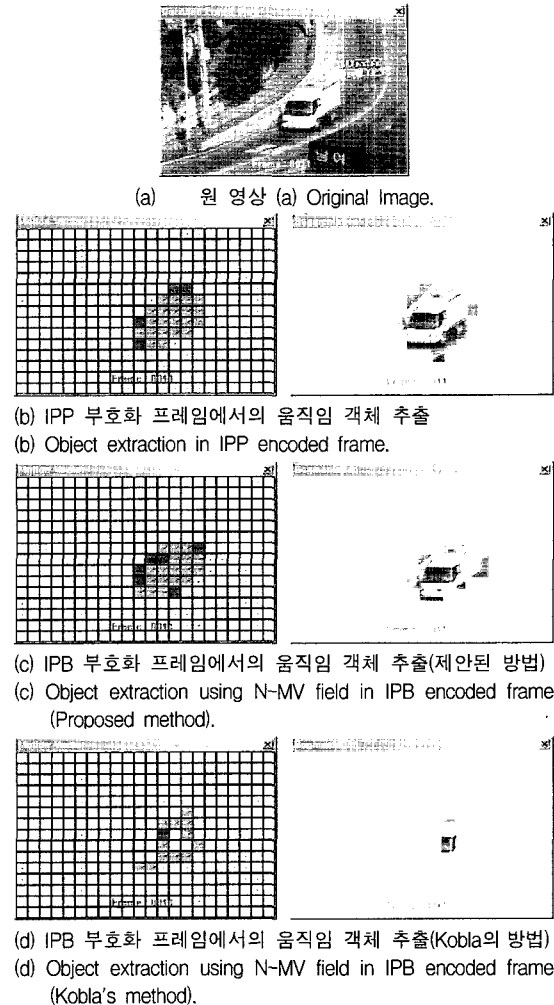 (a) 원 영상 (a) Original Image.
(b) IPP 부호화 프레임에서의 움직임 객체 추출
(b) Object extraction in IPP encoded frame.
(c) IPB 부호화 프레임에서의 움직임 객체 추출(제안된 방법)
(c) Object extraction using N~MV field in IPB encoded frame
(Proposed method).
(d) IPB 부호화 프레임에서의 움직임 객체 추출(Kobla의 방법)
(d) Object extraction using N~MV field in IPB encoded frame
(Kobla's method).